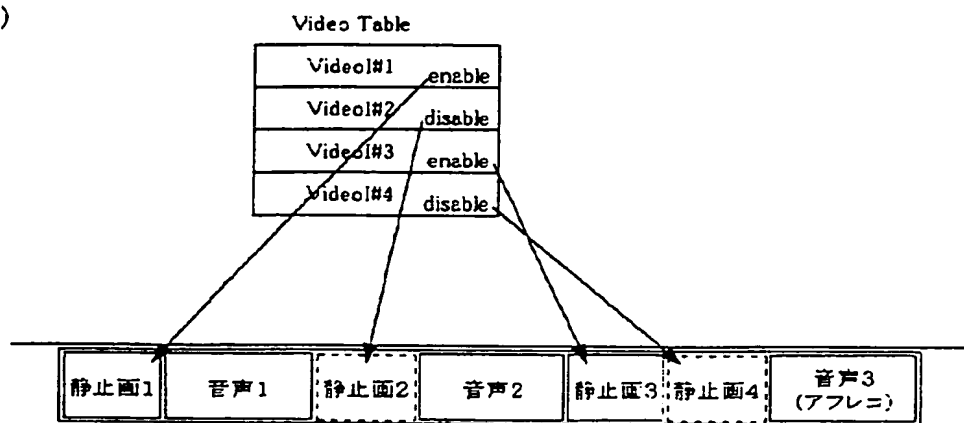 )
Video Table
VideoI#1 enable
VideoI#2 disable
VideoI#3 enable
VideoI#4 disable
静止画1 音声1 静止画2 音声2 静止画3 静止画4 音声3
(アフレコ)